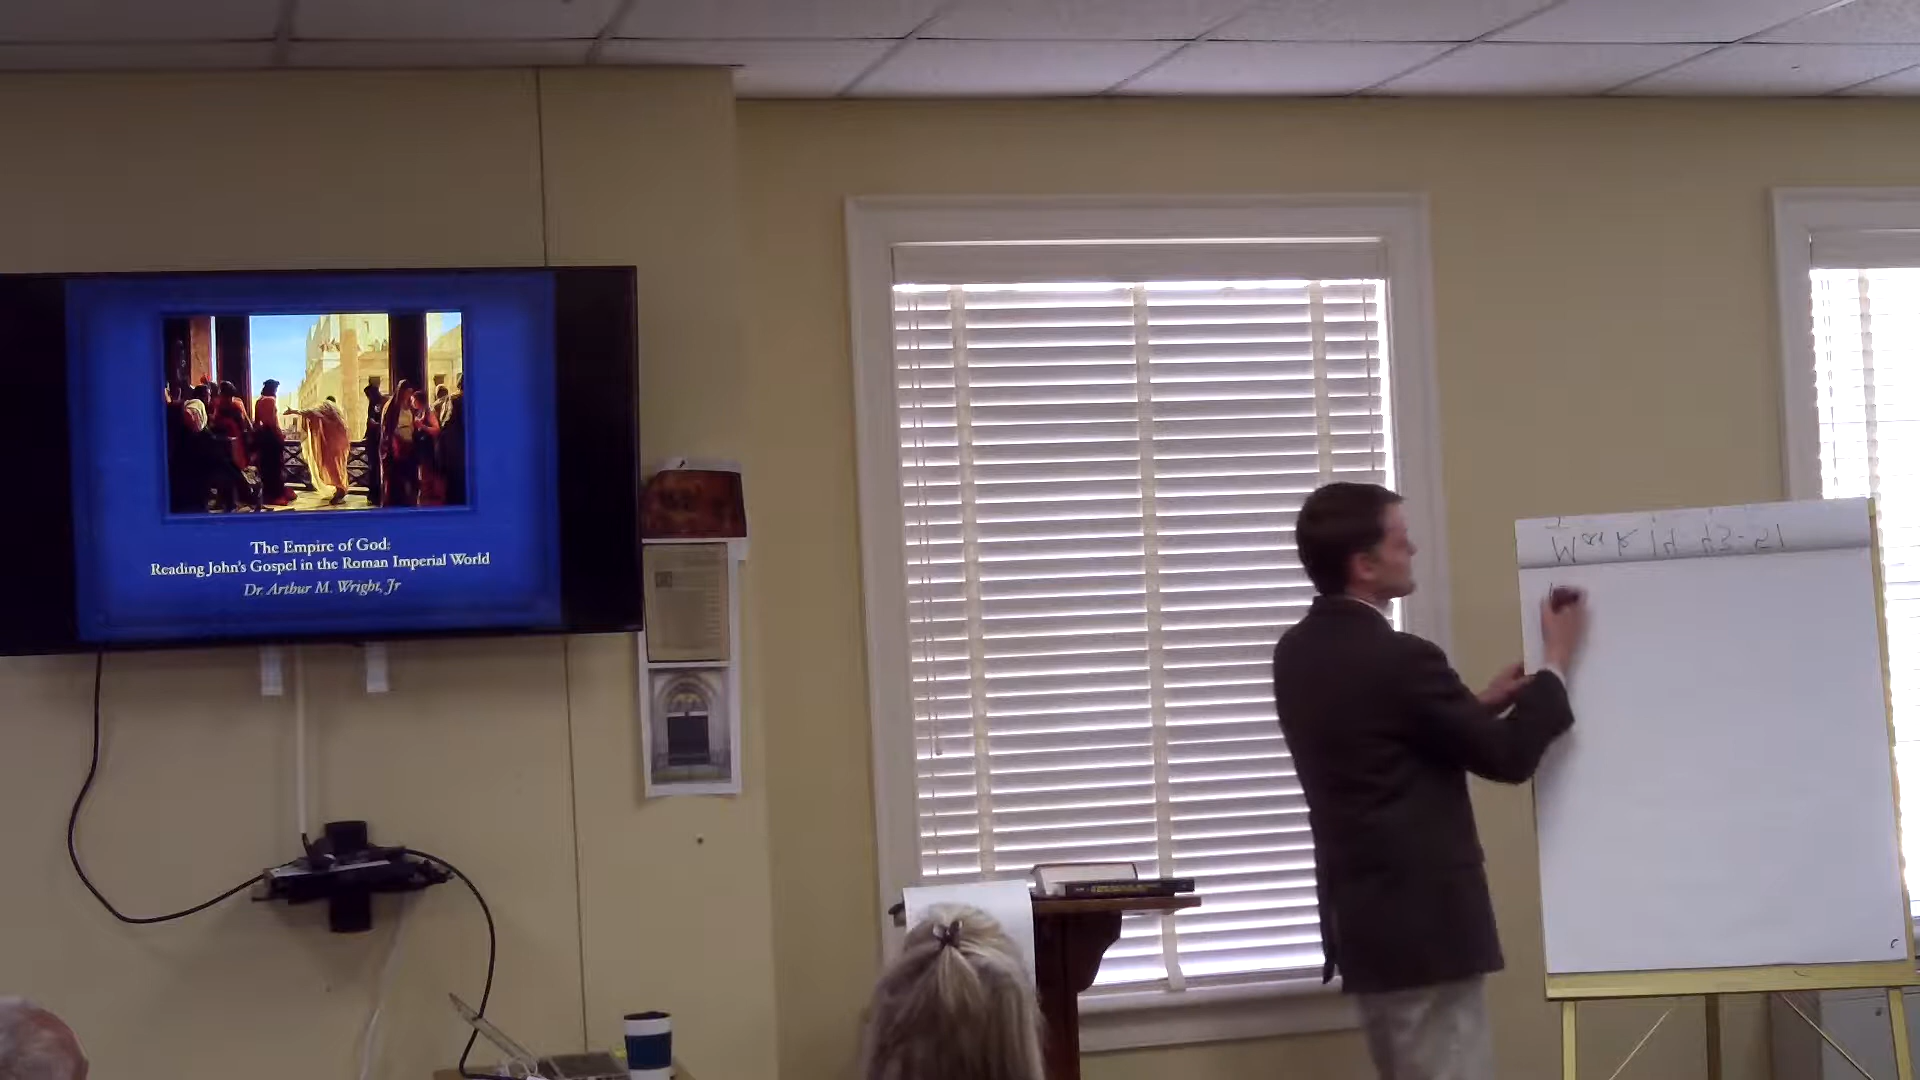 The Empire of God:
Reading John's Gospel in the Roman Imperial World
Dr. Arthur M. Wright, Jr